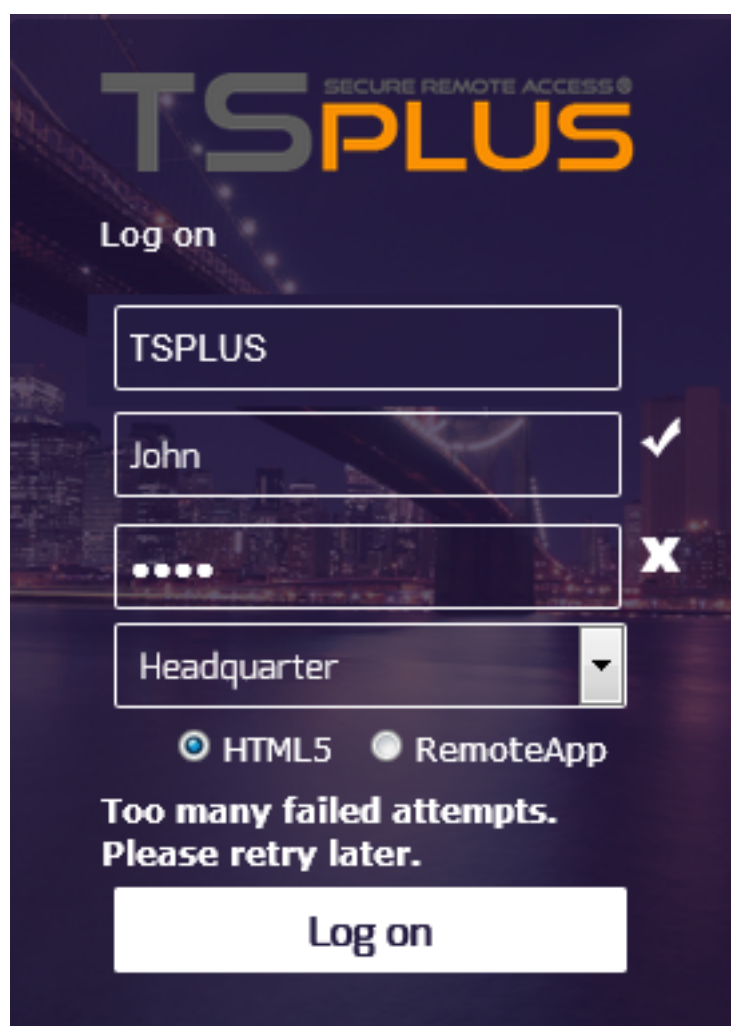 SECURE REMOTE ACCESS®
TSPLUS
Log on
TSPLUS
John
Headquarter
HTML5 RemoteApp
Too many failed attempts.
Please retry later.
Log on